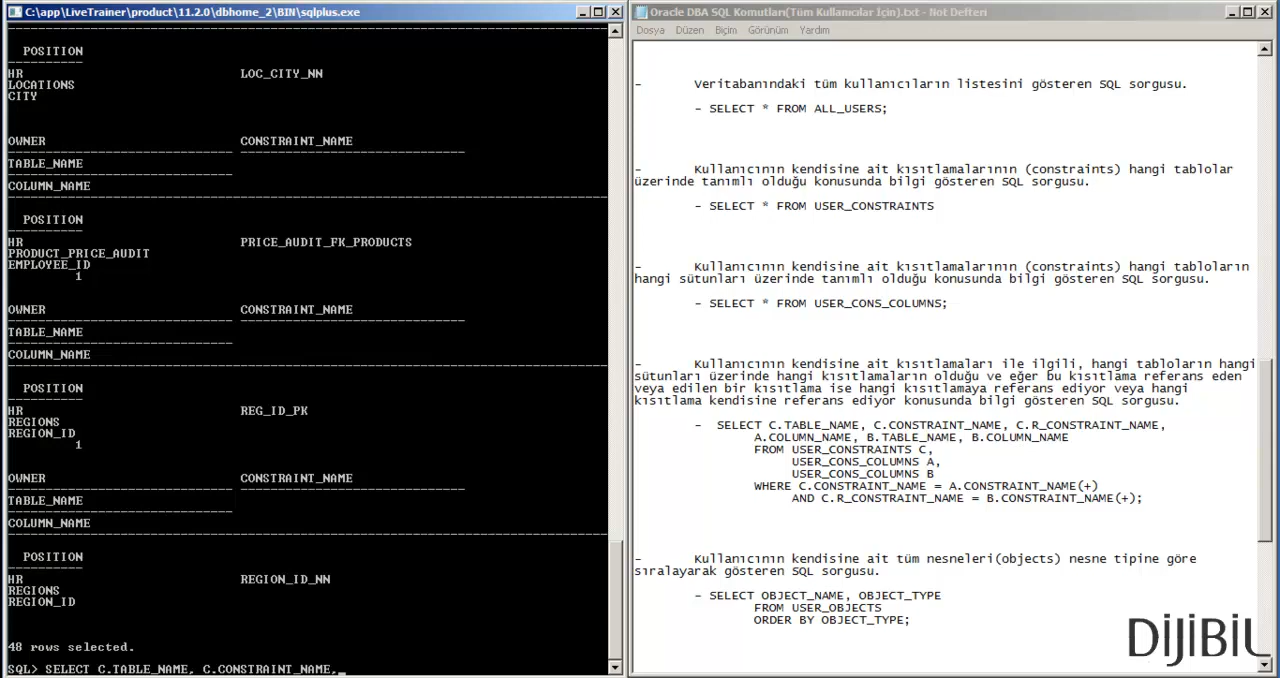 C:\app\LiveTrainer\product\11.2.0\dbhome_2\BIN\sqlplus.exe
POSITION
HR LOC_CITY_NN
LOCATIONS
CITY
OWNER CONSTRAINT_NAME
TABLE_NAME
COLUMN_NAME
POSITION
HR PRICE_AUDIT_FK_PRODUCTS
PRODUCT_PRICE_AUDIT
EMPLOYEE_ID
1
OWNER CONSTRAINT_NAME
TABLE_NAME
COLUMN_NAME
POSITION
HR REG_ID_PK
REGIONS
REGION_ID
1
OWNER CONSTRAINT_NAME
TABLE_NAME
COLUMN_NAME
POSITION
HR REGION_ID_NN
REGIONS
REGION_ID
48 rows selected.
SQL> SELECT C.TABLE_NAME, C.CONSTRAINT_NAME,_
Oracle DBA SQL Komutları(Tüm Kullanıcılar İçin).txt - Not Defteri
Dosya Düzen Biçim Görünüm Yardım
- Veritabanındaki tüm kullanıcıların listesini gösteren SQL sorgusu.
- SELECT * FROM ALL_USERS;
- Kullanıcının kendisine ait kısıtlamalarının (constraints) hangi tablolar
üzerinde tanımlı olduğu konusunda bilgi gösteren SQL sorgusu.
- SELECT * FROM USER_CONSTRAINTS
- Kullanıcının kendisine ait kısıtlamalarının (constraints) hangi tabloların
hangi sütunları üzerinde tanımlı olduğu konusunda bilgi gösteren SQL sorgusu.
- SELECT * FROM USER_CONS_COLUMNS;
- Kullanıcının kendisine ait kısıtlamaları ile ilgili, hangi tabloların hangi
sütunları üzerinde hangi kısıtlamaların olduğu ve eğer bu kısıtlama referans eden
veya edilen bir kısıtlama ise hangi kısıtlamaya referans ediyor veya hangi
kısıtlama kendisine referans ediyor konusunda bilgi gösteren SQL sorgusu.
- SELECT C.TABLE_NAME, C.CONSTRAINT_NAME, C.R_CONSTRAINT_NAME,
A.COLUMN_NAME, B.TABLE_NAME, B.COLUMN_NAME
FROM USER_CONSTRAINTS C,
USER_CONS_COLUMNS A,
USER_CONS_COLUMNS B
WHERE C.CONSTRAINT_NAME = A.CONSTRAINT_NAME(+)
AND C.R_CONSTRAINT_NAME = B.CONSTRAINT_NAME(+);
- Kullanıcının kendisine ait tüm nesneleri(objects) nesne tipine göre
sıralayarak gösteren SQL sorgusu.
- SELECT OBJECT_NAME, OBJECT_TYPE
FROM USER_OBJECTS
ORDER BY OBJECT_TYPE;
DiJiBiL